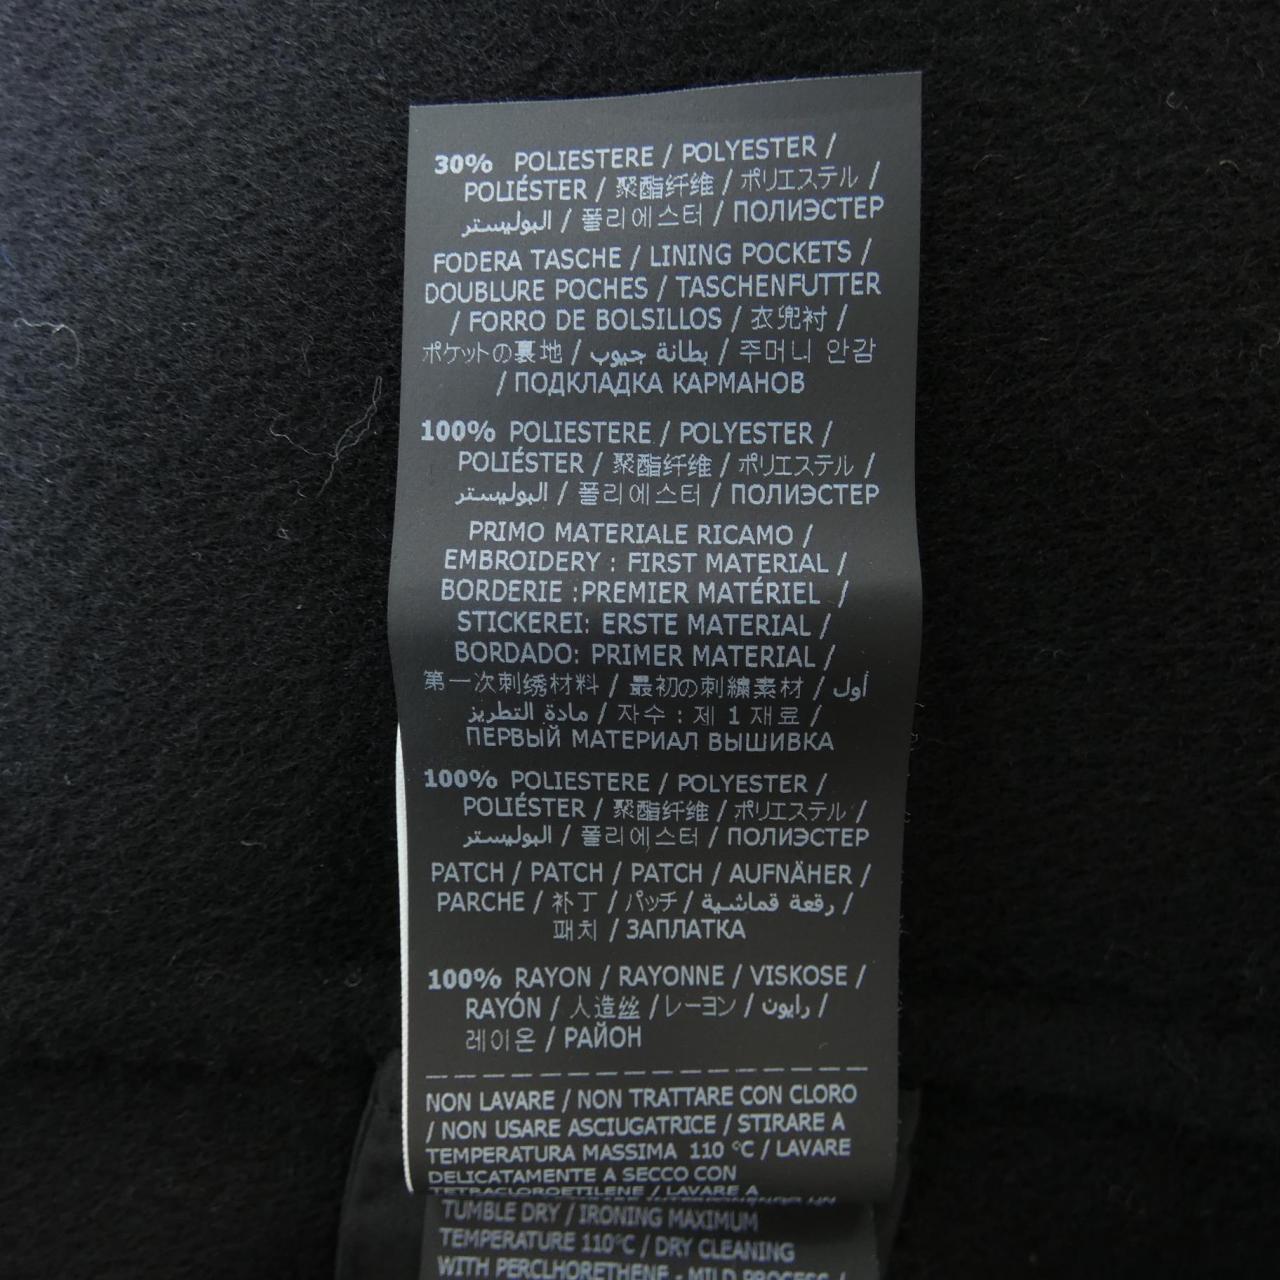 30% POLIESTERE / POLYESTER /
POLIÉSTER / 聚酯纤维 / ポリエステル /
البوليستر / 폴리에스터 / ПОЛИЭСТЕР
FODERA TASCHE / LINING POCKETS /
DOUBLURE POCHES / TASCHENFUTTER
/ FORRO DE BOLSILLOS / 衣兜衬 /
ポケットの裏地 / بطانة جيوب / 주머니 안감
/ ПОДКЛАДКА КАРМАНОВ
100% POLIESTERE / POLYESTER /
POLIÉSTER / 聚酯纤维 / ポリエステル /
البوليستر / 폴리에스터 / ПОЛИЭСТЕР
PRIMO MATERIALE RICAMO /
EMBROIDERY : FIRST MATERIAL /
BORDERIE :PREMIER MATÉRIEL /
STICKEREI: ERSTE MATERIAL /
BORDADO: PRIMER MATERIAL /
第一次刺绣材料 / 最初の刺繍素材 / أول
مادة التطريز / 자수 : 제 1 재료 /
ПЕРВЫЙ МАТЕРИАЛ ВЫШИВКА
100% POLIESTERE / POLYESTER /
POLIÉSTER / 聚酯纤维 / ポリエステル /
البوليستر / 폴리에스터 / ПОЛИЭСТЕР
PATCH / PATCH / PATCH / AUFNÄHER /
PARCHE / 补丁 / パッチ / رقعة قماشية /
패치 / ЗАПЛАТКА
100% RAYON / RAYONNE / VISKOSE /
RAYÓN / 人造丝 / レーヨン / رايون /
레이온 / РАЙОН
NON LAVARE / NON TRATTARE CON CLORO
/ NON USARE ASCIUGATRICE / STIRARE A
TEMPERATURA MASSIMA 110 °C / LAVARE
DELICATAMENTE A SECCO CON
TETRACLOROETILENE / LAVARE A
TUMBLE DRY / IRONING MAXIMUM
TEMPERATURE 110°C / DRY CLEANING
WITH PERCLHORETHENE - MILD PROCESS /